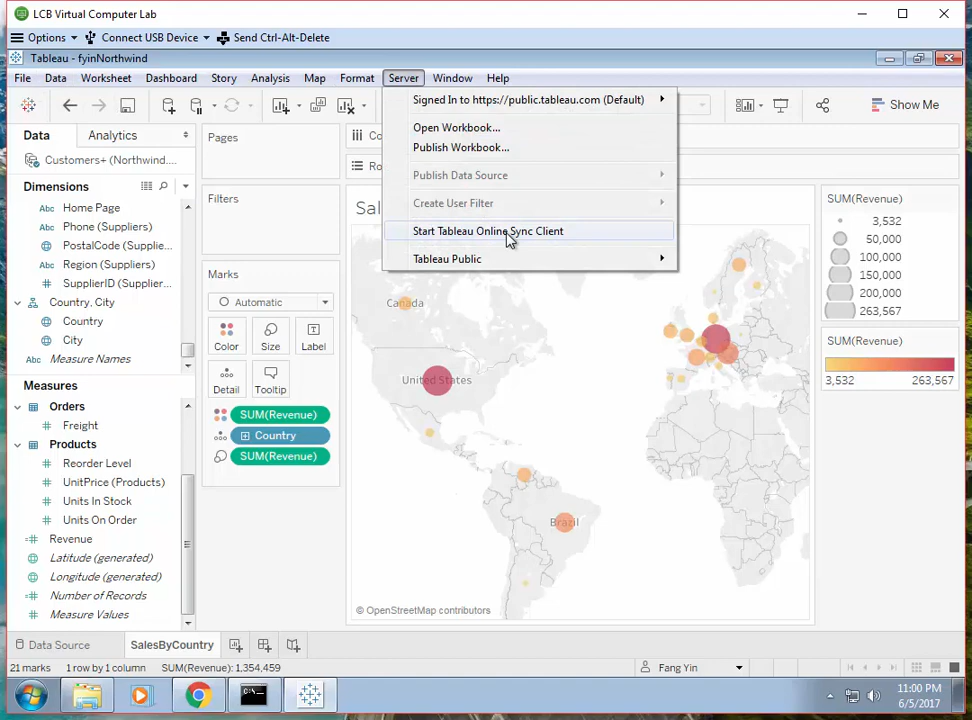 LCB Virtual Computer Lab
Options Connect USB Device Send Ctrl-Alt-Delete
Tableau - fyinNorthwind
File Data Worksheet Dashboard Story Analysis Map Format Server Window Help
Show Me
Signed In to https://public.tableau.com (Default)
Open Workbook...
Publish Workbook...
Publish Data Source
Create User Filter
Start Tableau Online Sync Client
Tableau Public
Data Analytics
Customers+ (Northwind....
Dimensions
Abc Home Page
Abc Phone (Suppliers)
PostalCode (Supplie...
Abc Region (Suppliers)
SupplierID (Supplie...
Country, City
Country
City
Abc Measure Names
Measures
Orders
Freight
Products
Reorder Level
UnitPrice (Products)
Units In Stock
Units On Order
Revenue
Latitude (generated)
Longitude (generated)
Number of Records
Measure Values
Pages
Filters
Marks
Automatic
Color Size Label
Detail Tooltip
SUM(Revenue)
Country
SUM(Revenue)
Co
Ro
Sal
Canada
United States
Brazil
© OpenStreetMap contributors
SUM(Revenue)
3,532
50,000
100,000
150,000
200,000
263,567
SUM(Revenue)
3,532 263,567
Data Source SalesByCountry
21 marks 1 row by 1 column SUM(Revenue): 1,354,459 Fang Yin
11:00 PM
6/5/2017